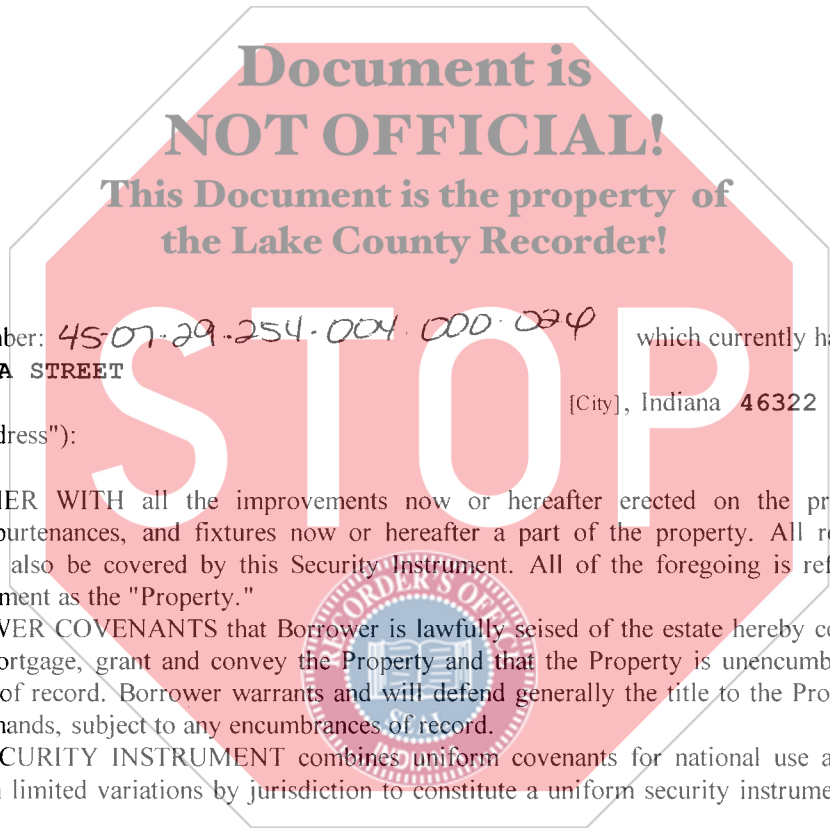 Document is
NOT OFFICIAL!
This Document is the property of
the Lake County Recorder!
STOP
ber: 45-07-29-254-004.000-024 which currently ha
A STREET
[City], Indiana 46322
dress"):
ER WITH all the improvements now or hereafter erected on the pr
purtenances, and fixtures now or hereafter a part of the property. All re
also be covered by this Security Instrument. All of the foregoing is ref
ment as the "Property."
WER COVENANTS that Borrower is lawfully seised of the estate hereby co
ortgage, grant and convey the Property and that the Property is unencumb
of record. Borrower warrants and will defend generally the title to the Pro
nands, subject to any encumbrances of record.
CURITY INSTRUMENT combines uniform covenants for national use a
limited variations by jurisdiction to constitute a uniform security instrume
RECORDER'S OFFICE
SEAL